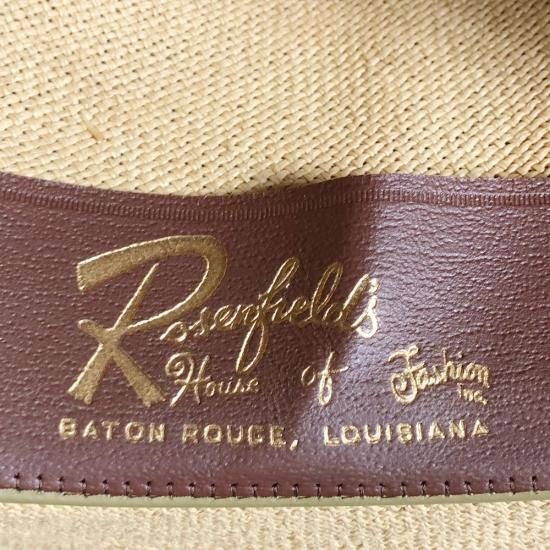 Rosenfield's
House of Fashion Inc.
BATON ROUGE, LOUISIANA